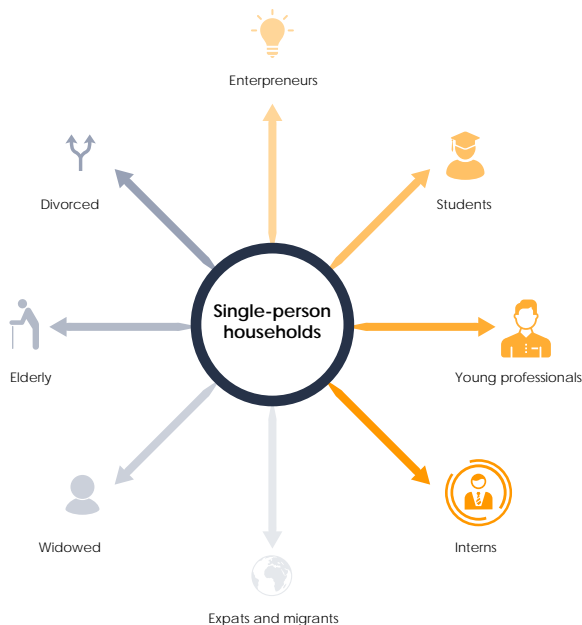 Enterpreneurs
Divorced
Students
Single-person
households
Elderly
Young professionals
Widowed
Interns
Expats and migrants